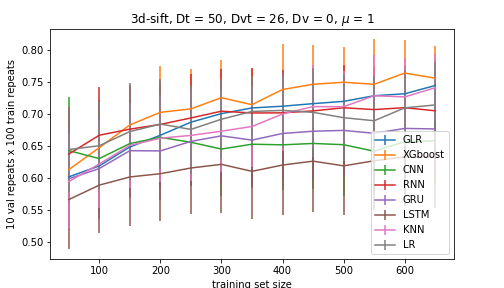 3d-sift, Dt = 50, Dvt = 26, Dv = 0, μ = 1
10 val repeats x 100 train repeats
0.80
0.75
0.70
0.65
0.60
0.55
0.50
GLR
XGboost
CNN
RNN
GRU
LSTM
KNN
LR
100 200 300 400 500 600
training set size